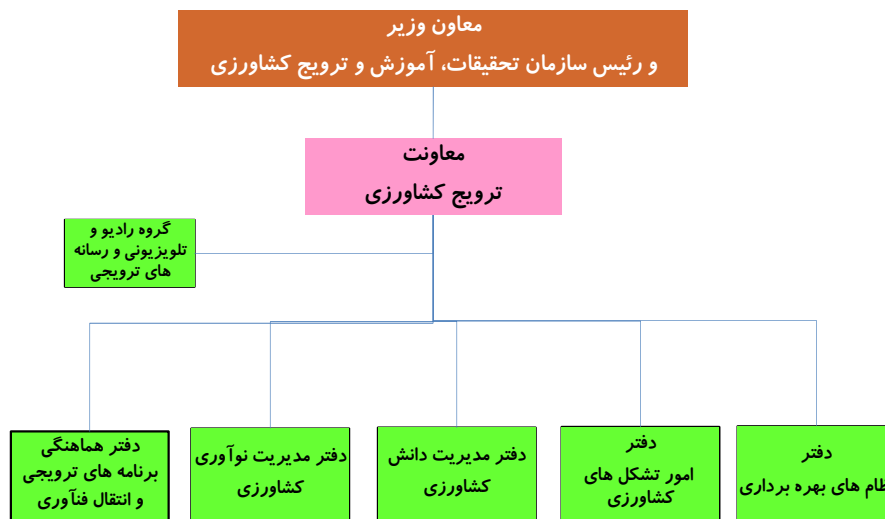 معاون وزیر
و رئیس سازمان تحقیقات، آموزش و ترویج کشاورزی
معاونت
ترویج کشاورزی
گروه رادیو و
تلویزیونی و رسانه
های ترویجی
دفتر
های بهره برداری
دفتر
امور تشکل های
کشاورزی
دفتر مدیریت دانش
کشاورزی
دفتر مدیریت نوآوری
کشاورزی
دفتر هماهنگی
برنامه های ترویجی
و انتقال فنآوری